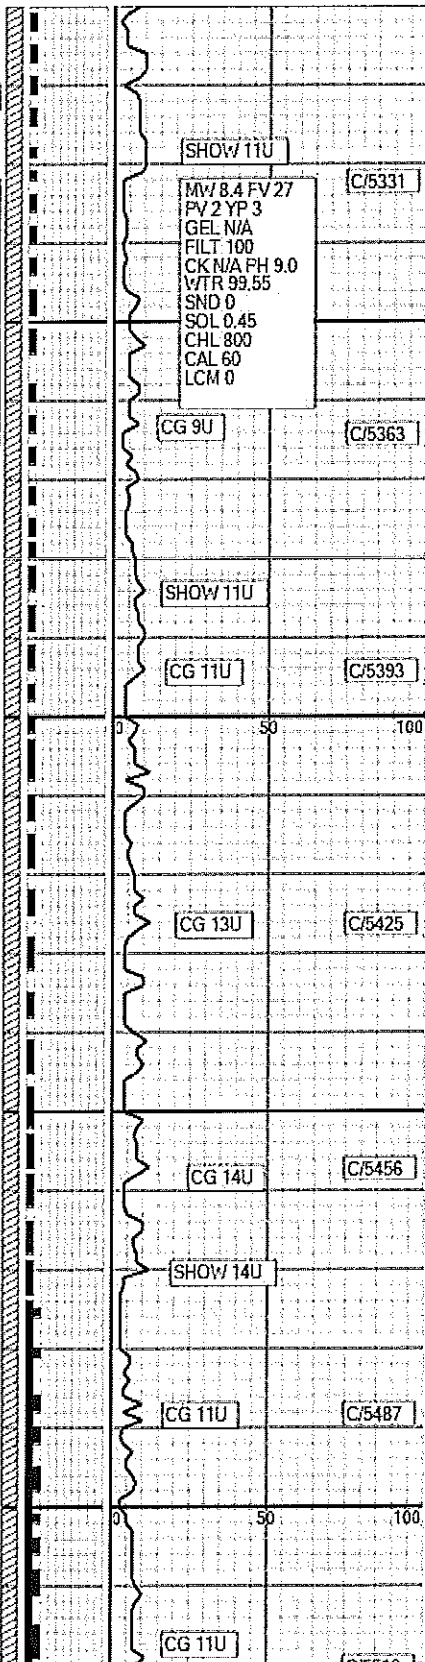 SHOW 11U
C/5331
MW 8.4 FV 27
PV 2 YP 3
GEL N/A
FILT 100
CK N/A PH 9.0
WTR 99.55
SND 0
SOL 0.45
CHL 800
CAL 60
LCM 0
CG 9U
C/5363
SHOW 11U
CG 11U
C/5393
0 50 100
CG 13U
C/5425
CG 14U
C/5456
SHOW 14U
CG 11U
C/5487
0 50 100
CG 11U